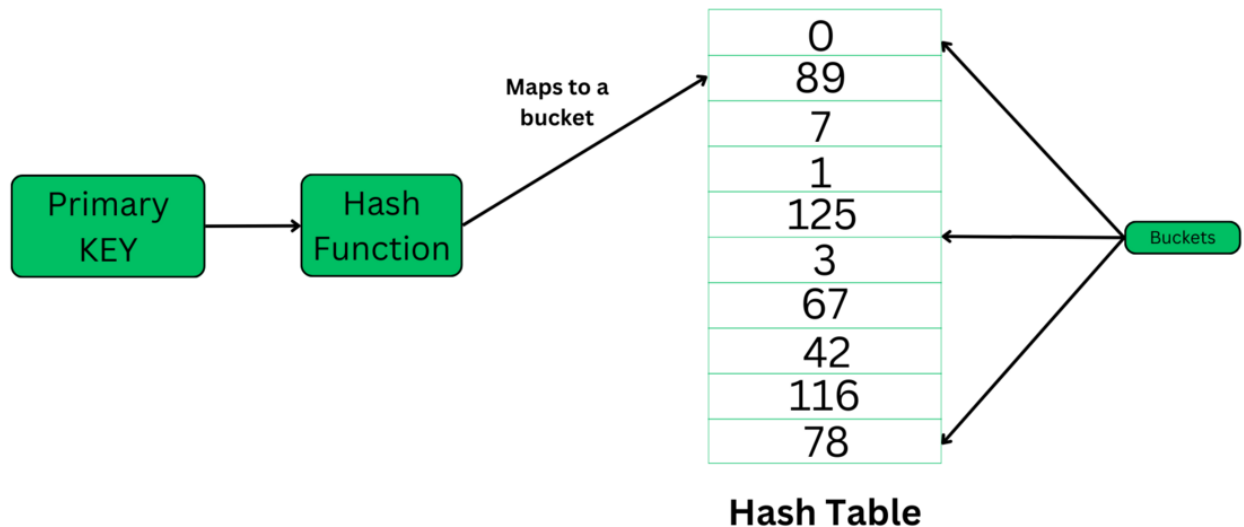 Primary
KEY
Hash
Function
Maps to a
bucket
0
89
7
1
125
3
67
42
116
78
Buckets
Hash Table